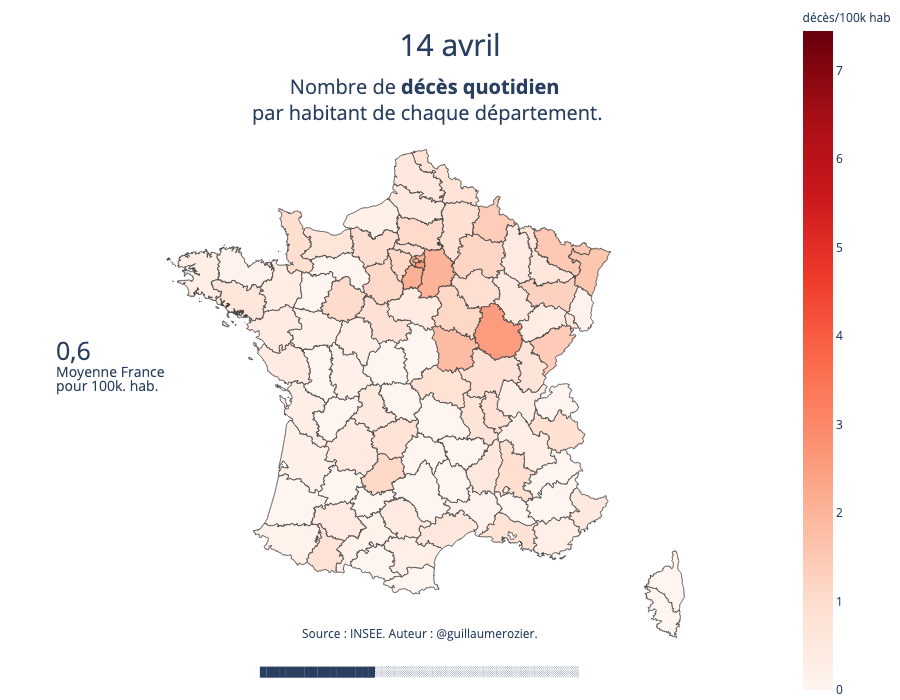 décès/100k hab
14 avril
Nombre de décès quotidien
par habitant de chaque département.
7
6
5
4
3
2
1
0
0,6
Moyenne France
pour 100k. hab.
Source : INSEE. Auteur : @guillaumerozier.